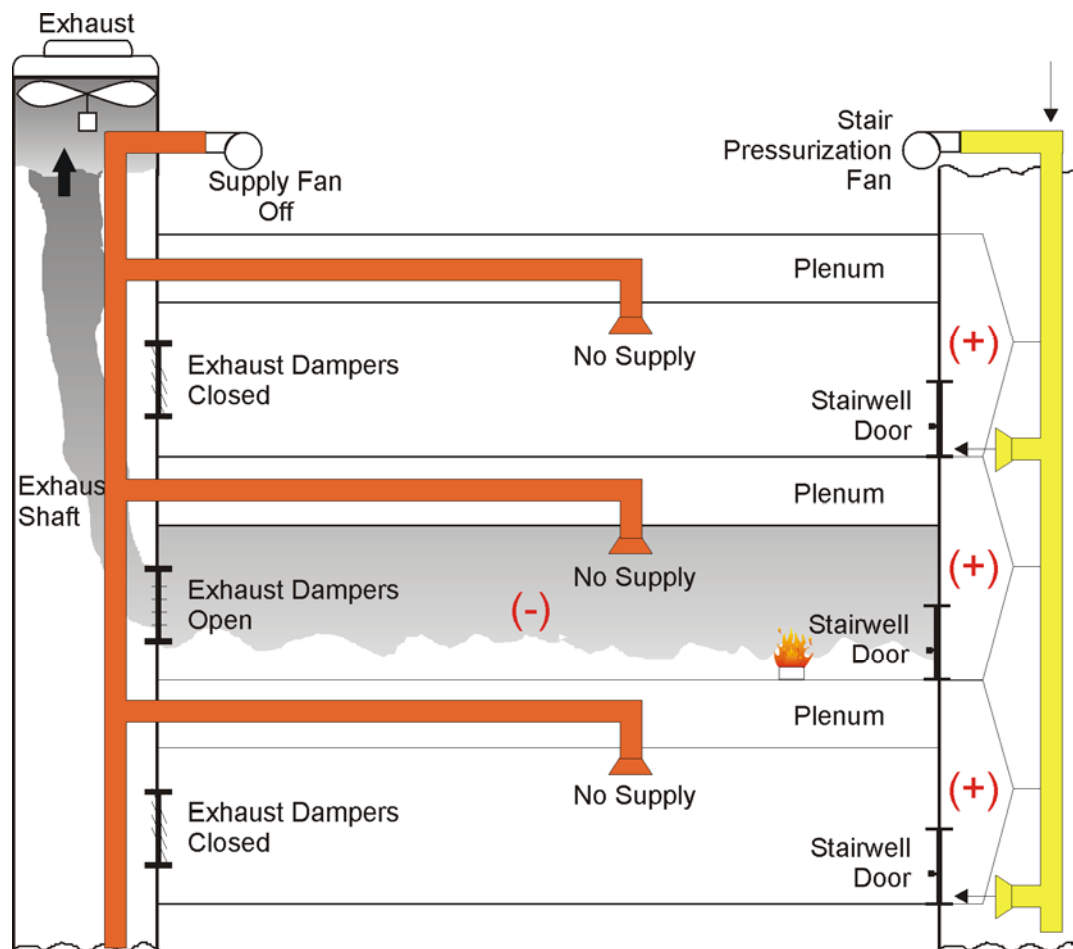 Exhaust
Supply Fan
Off
Stair
Pressurization
Fan
Plenum
No Supply
(+)
Exhaust Dampers
Closed
Stairwell
Door
Plenum
Exhaus
Shaft
No Supply
(+)
Exhaust Dampers
Open
(-)
Stairwell
Door
Plenum
No Supply
(+)
Exhaust Dampers
Closed
Stairwell
Door